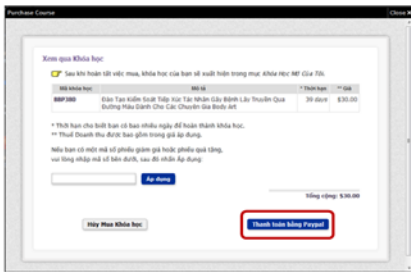 Purchase Course
Close X
Xem qua Khóa học
Sau khi hoàn tất việc mua, khóa học của bạn sẽ xuất hiện trong mục Khóa Học Mở Của Tôi.
Mã khóa học Mô tả * Thời hạn ** Giá
BBP38D Đào Tạo Kiểm Soát Tiếp Xúc Tác Nhân Gây Bệnh Lây Truyền Qua 39 days $30.00
Đường Máu Dành Cho Các Chuyên Gia Body Art
* Thời hạn cho biết bạn có bao nhiêu ngày để hoàn thành khóa học.
** Thuế Doanh thu được bao gồm trong giá áp dụng.
Nếu bạn có một mã số phiếu giảm giá hoặc phiếu quà tặng,
vui lòng nhập mã số bên dưới, sau đó nhấn Áp dụng:
Áp dụng
Tổng cộng: $30.00
Hủy Mua Khóa học
Thanh toán bằng Paypal